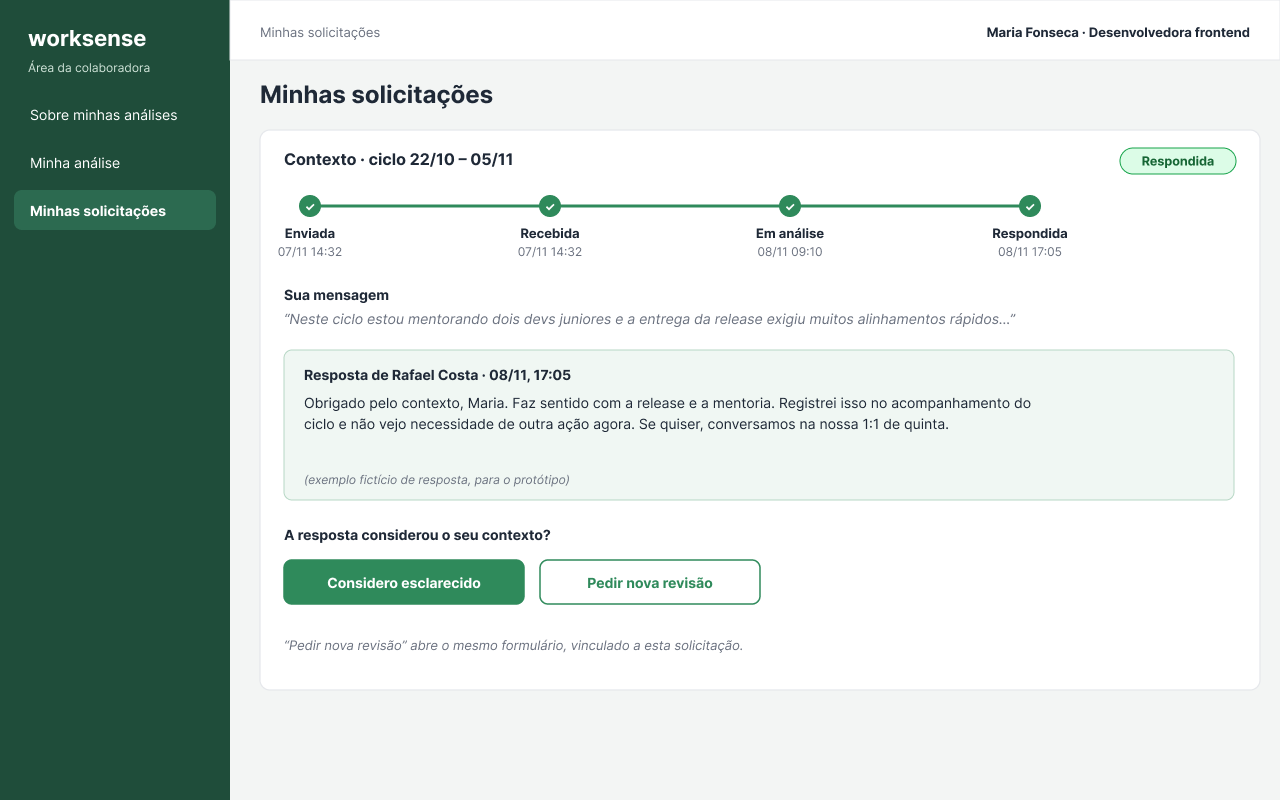 worksense
Área da colaboradora
Sobre minhas análises
Minha análise
Minhas solicitações
Minhas solicitações
Maria Fonseca · Desenvolvedora frontend
Minhas solicitações
Contexto · ciclo 22/10 – 05/11
Respondida
Enviada
07/11 14:32
Recebida
07/11 14:32
Em análise
08/11 09:10
Respondida
08/11 17:05
Sua mensagem
“Neste ciclo estou mentorando dois devs juniores e a entrega da release exigiu muitos alinhamentos rápidos…”
Resposta de Rafael Costa · 08/11, 17:05
Obrigado pelo contexto, Maria. Faz sentido com a release e a mentoria. Registrei isso no acompanhamento do
ciclo e não vejo necessidade de outra ação agora. Se quiser, conversamos na nossa 1:1 de quinta.
(exemplo fictício de resposta, para o protótipo)
A resposta considerou o seu contexto?
Considero esclarecido
Pedir nova revisão
“Pedir nova revisão” abre o mesmo formulário, vinculado a esta solicitação.